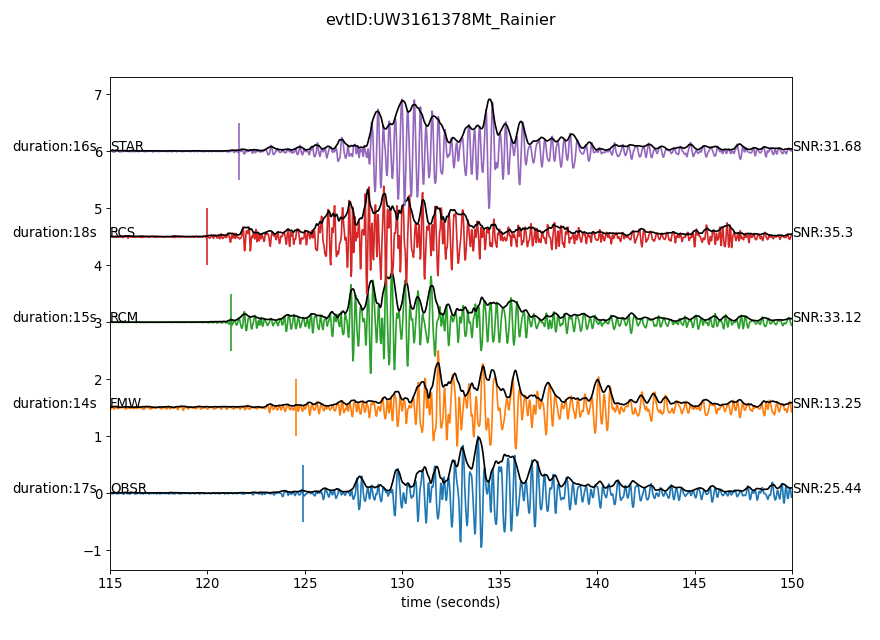 evtID:UW3161378Mt_Rainier
7
duration:16s 6 STAR SNR:31.68
5
duration:18s RCS SNR:35.3
4
duration:15s 3 RCM SNR:33.12
2
duration:14s FMW SNR:13.25
1
duration:17s 0 OBSR SNR:25.44
−1
115 120 125 130 135 140 145 150
time (seconds)